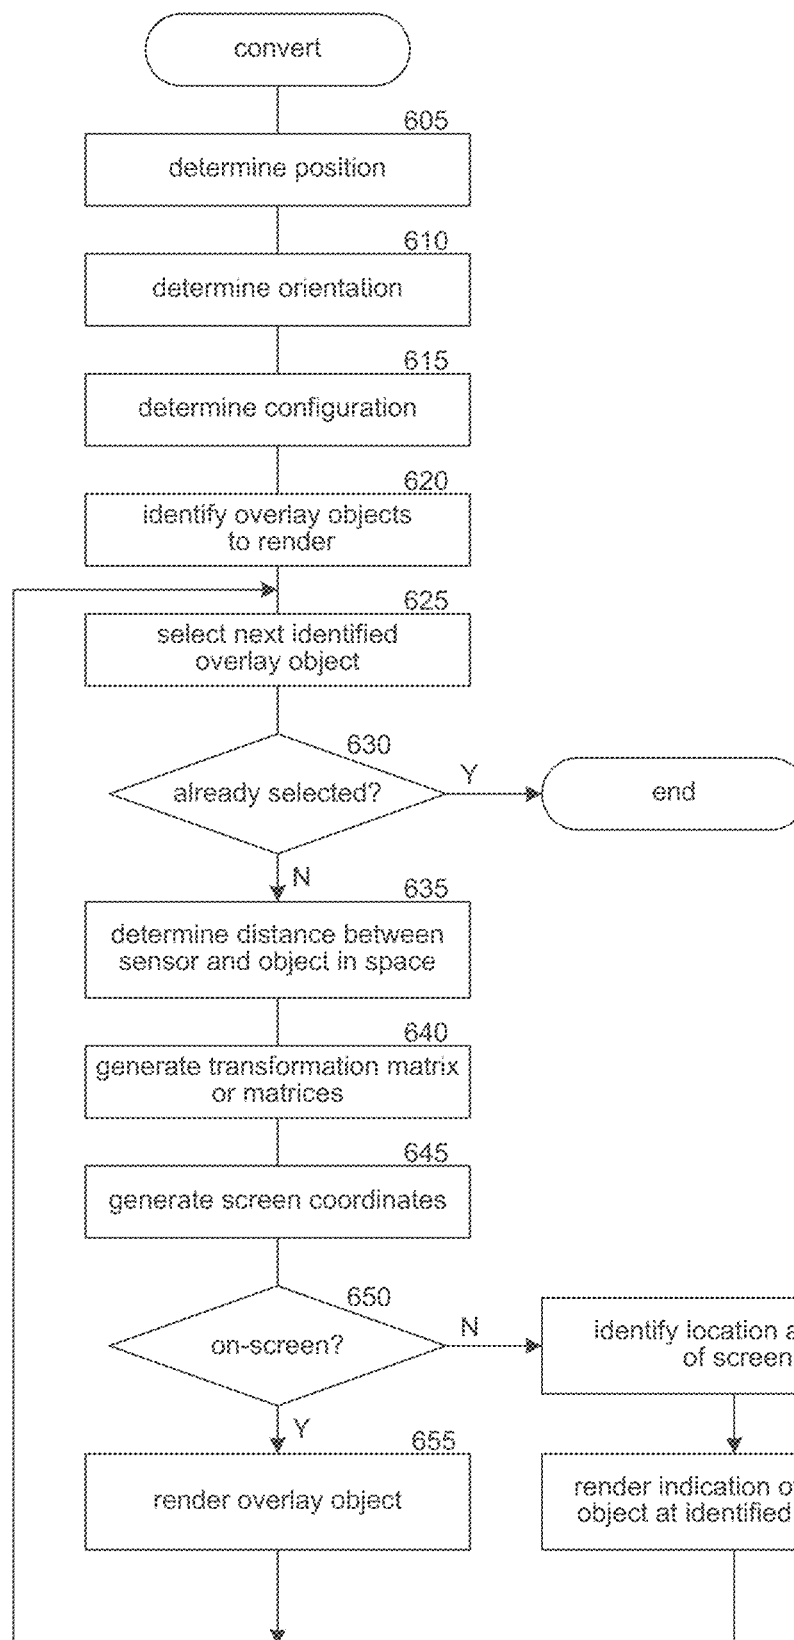 convert
605
determine position
610
determine orientation
615
determine configuration
620
identify overlay objects
to render
625
select next identified
overlay object
630
already selected?
Y
end
N
635
determine distance between
sensor and object in space
640
generate transformation matrix
or matrices
645
generate screen coordinates
650
on-screen?
N
identify location
of screen
Y
655
render overlay object
render indication
object at identified